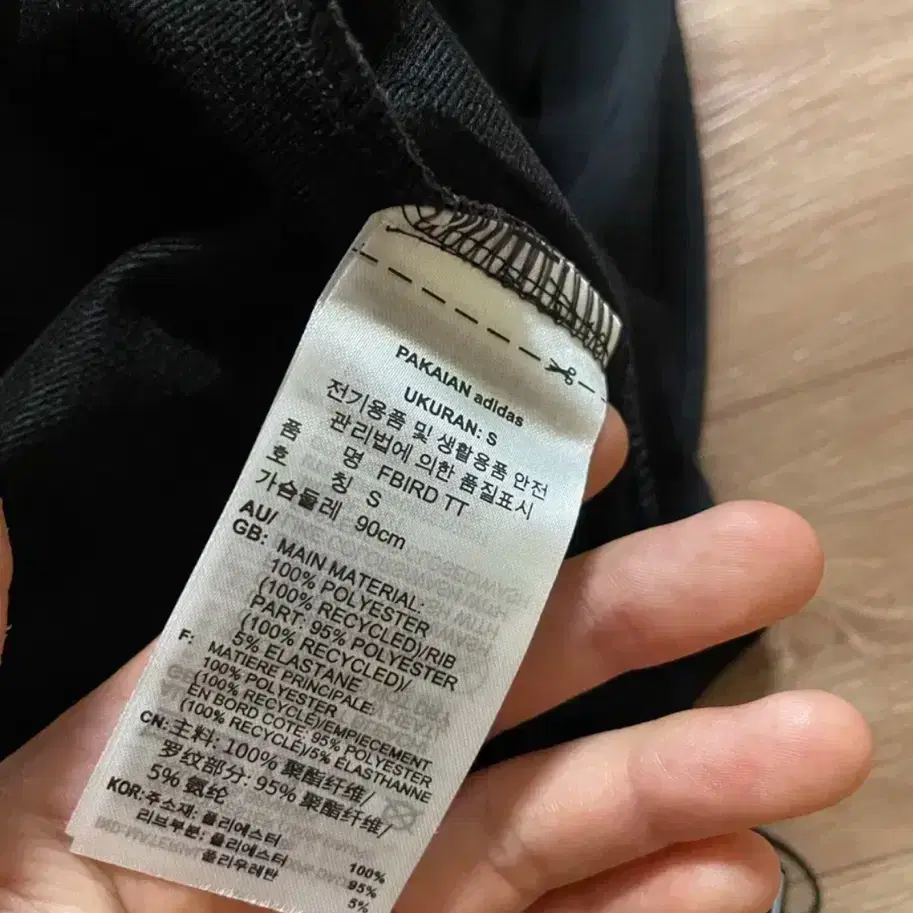 PAKAIAN adidas
UKURAN: S
전기용품 및 생활용품 안전
관리법에 의한 품질표시
품 명 FBIRD TT
호 칭 S
가슴둘레 90cm
AU/
GB: MAIN MATERIAL:
100% POLYESTER
(100% RECYCLED)/RIB
PART: 95% POLYESTER
(100% RECYCLED)/
5% ELASTANE
F: MATIERE PRINCIPALE:
100% POLYESTER
(100% RECYCLE)/EMPIECEMENT
EN BORD COTE: 95% POLYESTER
(100% RECYCLE)/5% ELASTHANNE
CN: 主料: 100% 聚酯纤维/
罗纹部分: 95% 聚酯纤维/
5% 氨纶
KOR: 주소재: 폴리에스터 100%
리브부분: 폴리에스터 95%
폴리우레탄 5%